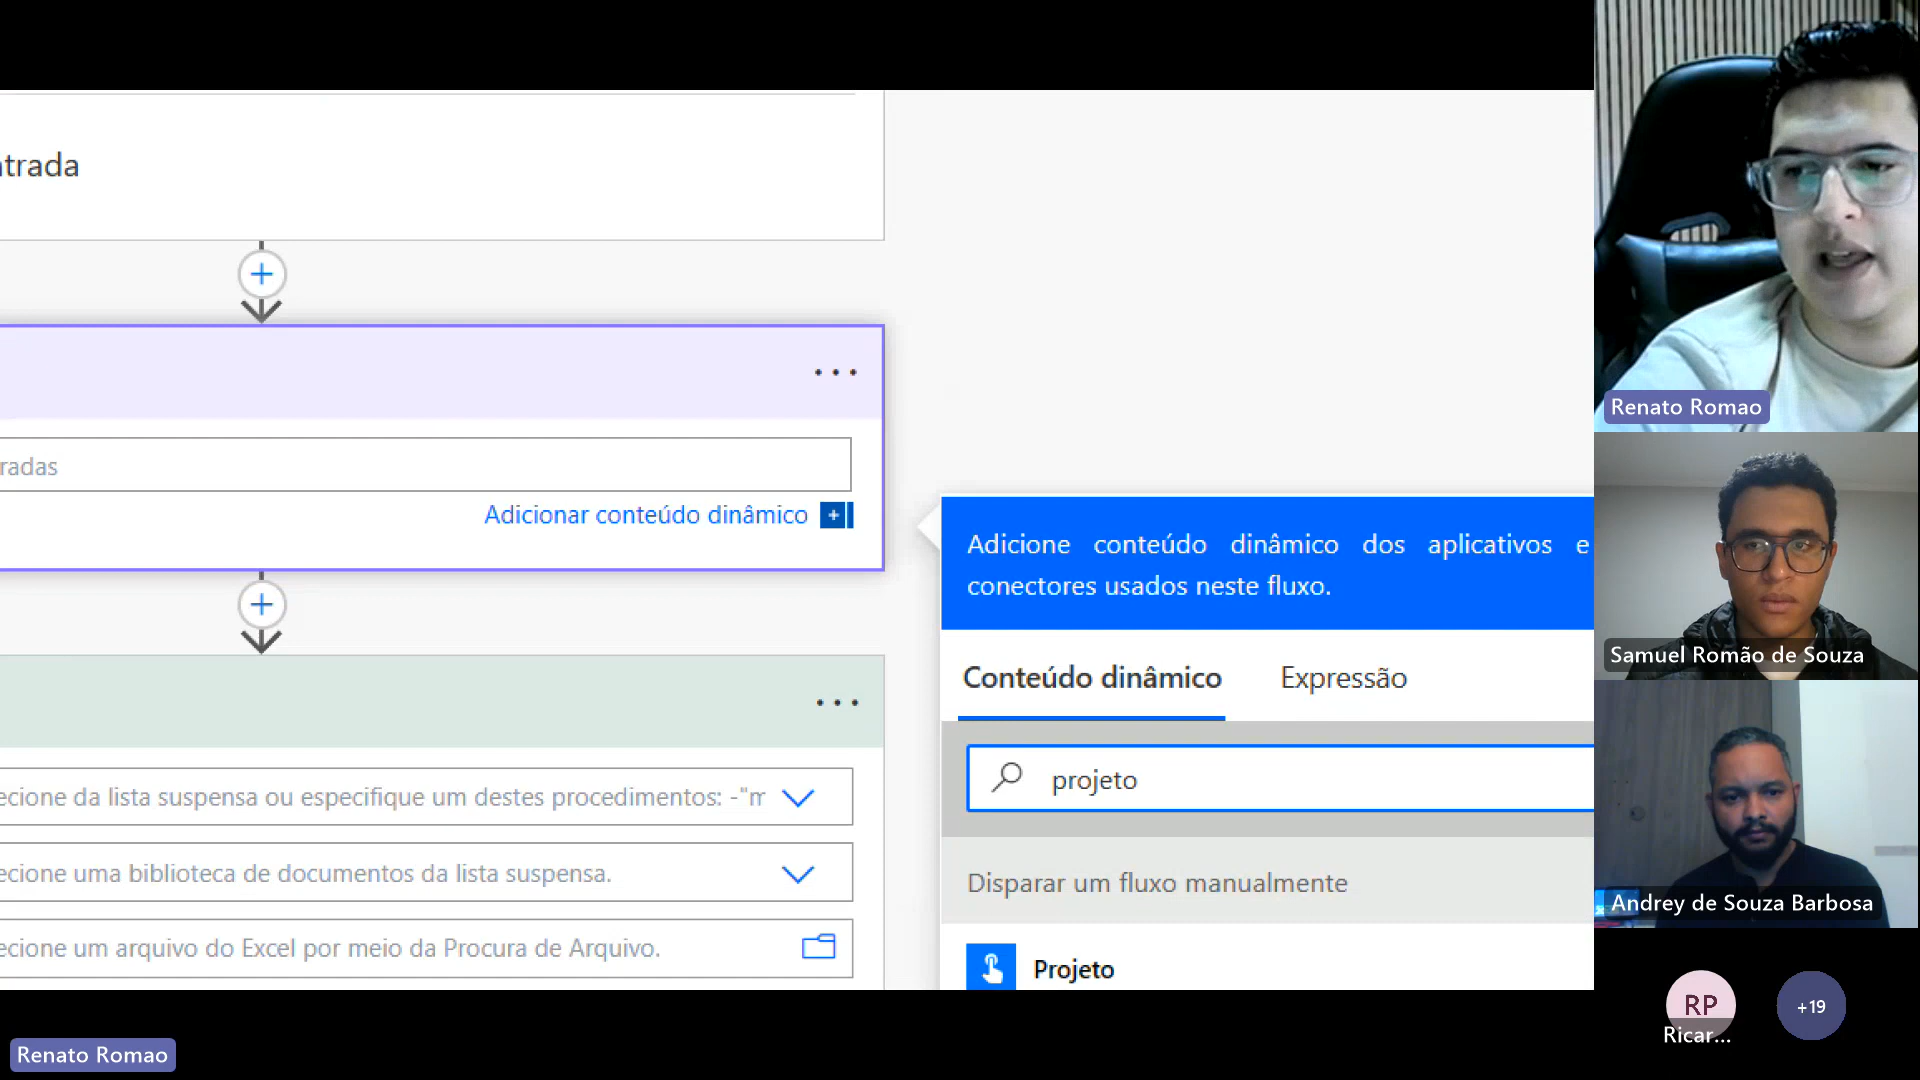 ntrada
radas
Adicionar conteúdo dinâmico
ecione da lista suspensa ou especifique um destes procedimentos: -"m
ecione uma biblioteca de documentos da lista suspensa.
ecione um arquivo do Excel por meio da Procura de Arquivo.
Adicione conteúdo dinâmico dos aplicativos e
conectores usados neste fluxo.
Conteúdo dinâmico Expressão
projeto
Disparar um fluxo manualmente
Projeto
Renato Romao
Samuel Romão de Souza
Andrey de Souza Barbosa
RP
Ricar...
+19
Renato Romao